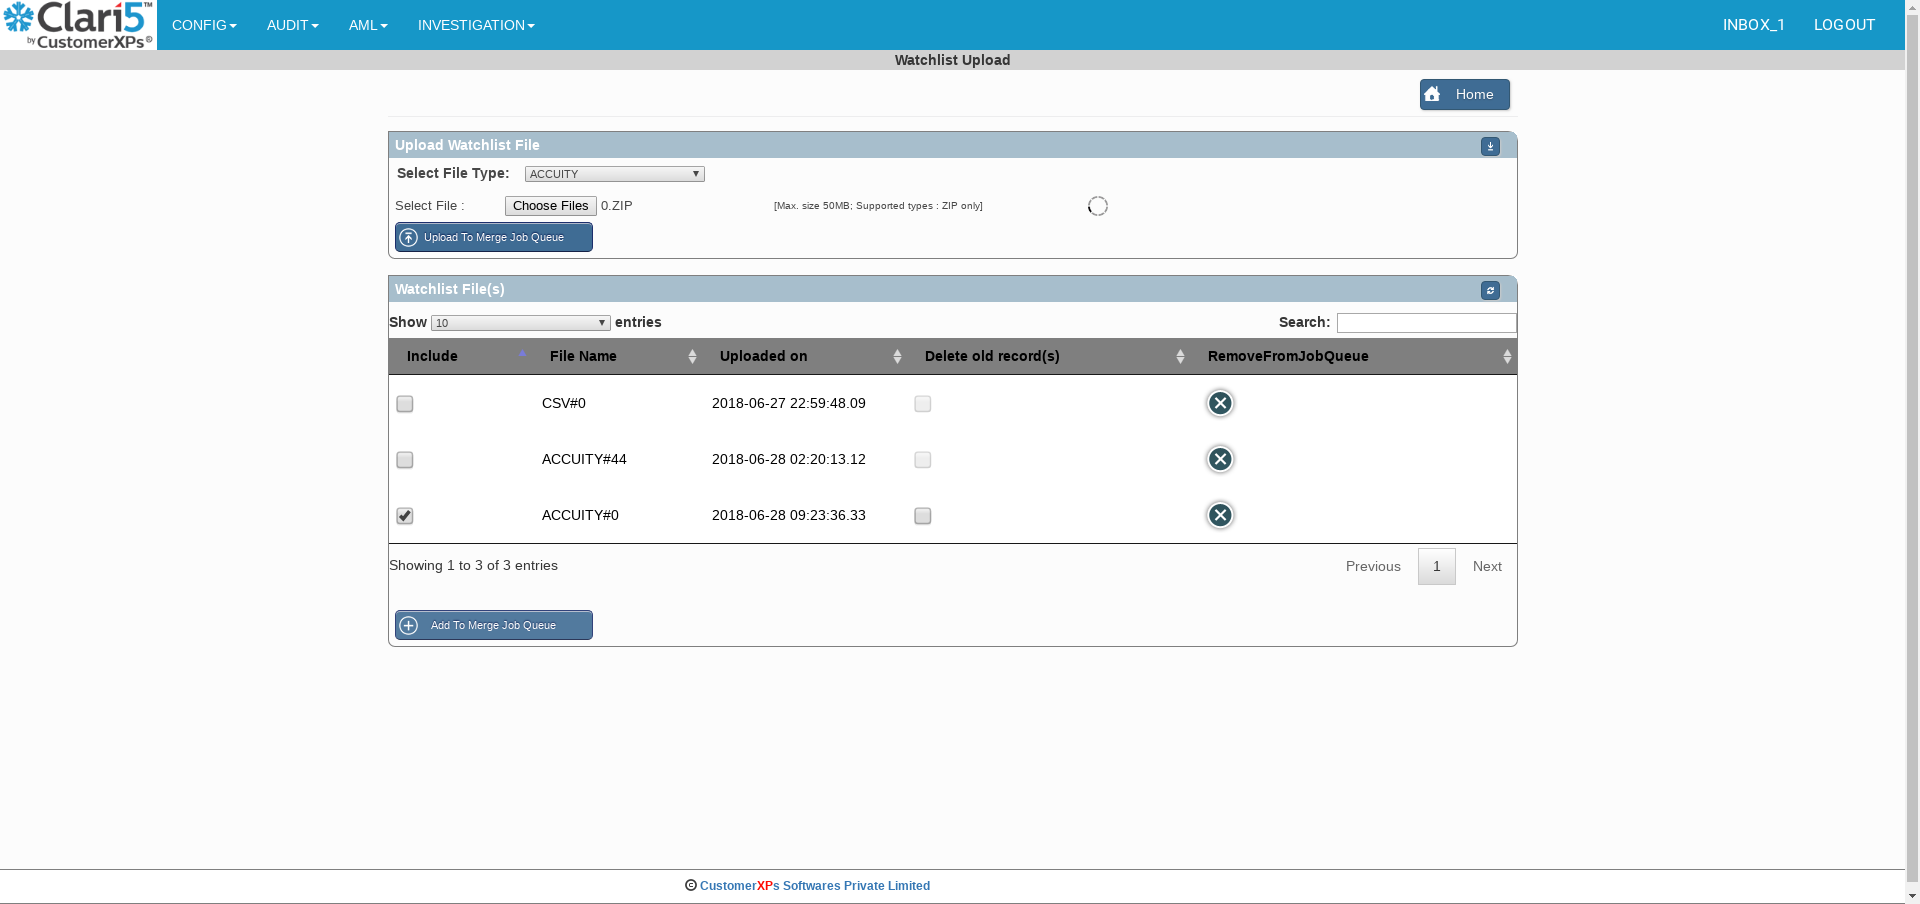 Clari5™ CONFIG AUDIT AML INVESTIGATION INBOX_1 LOGOUT
by CustomerXPs®
Watchlist Upload
Home
Upload Watchlist File
Select File Type: ACCUITY
Select File : Choose Files 0.ZIP [Max. size 50MB; Supported types : ZIP only]
Upload To Merge Job Queue
Watchlist File(s)
Show 10 entries Search:
Include File Name Uploaded on Delete old record(s) RemoveFromJobQueue
CSV#0 2018-06-27 22:59:48.09
ACCUITY#44 2018-06-28 02:20:13.12
ACCUITY#0 2018-06-28 09:23:36.33
Showing 1 to 3 of 3 entries Previous 1 Next
Add To Merge Job Queue
© CustomerXPs Softwares Private Limited